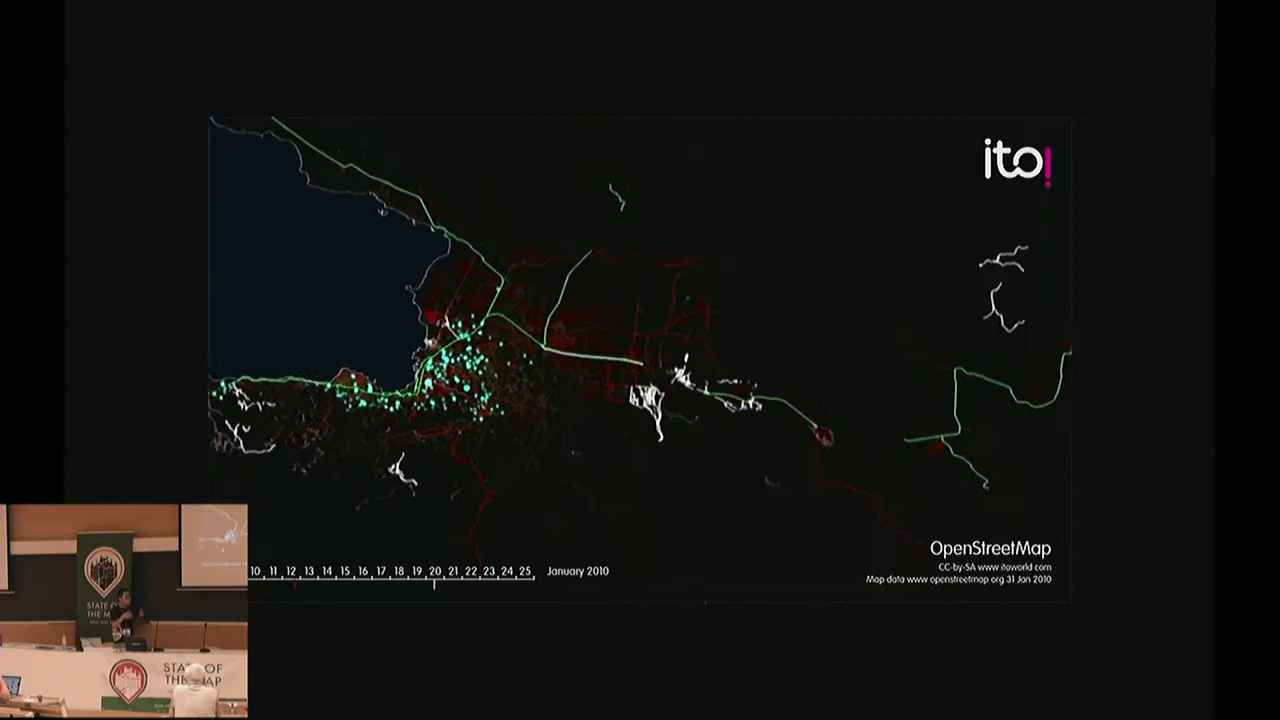 ito!
OpenStreetMap
CC-by-SA www itoworld com
Map data www openstreetmap org 31 Jan 2010
10 11 12 13 14 15 16 17 18 19 20 21 22 23 24 25 January 2010
STATE
THE
STATE OF
THE MAP